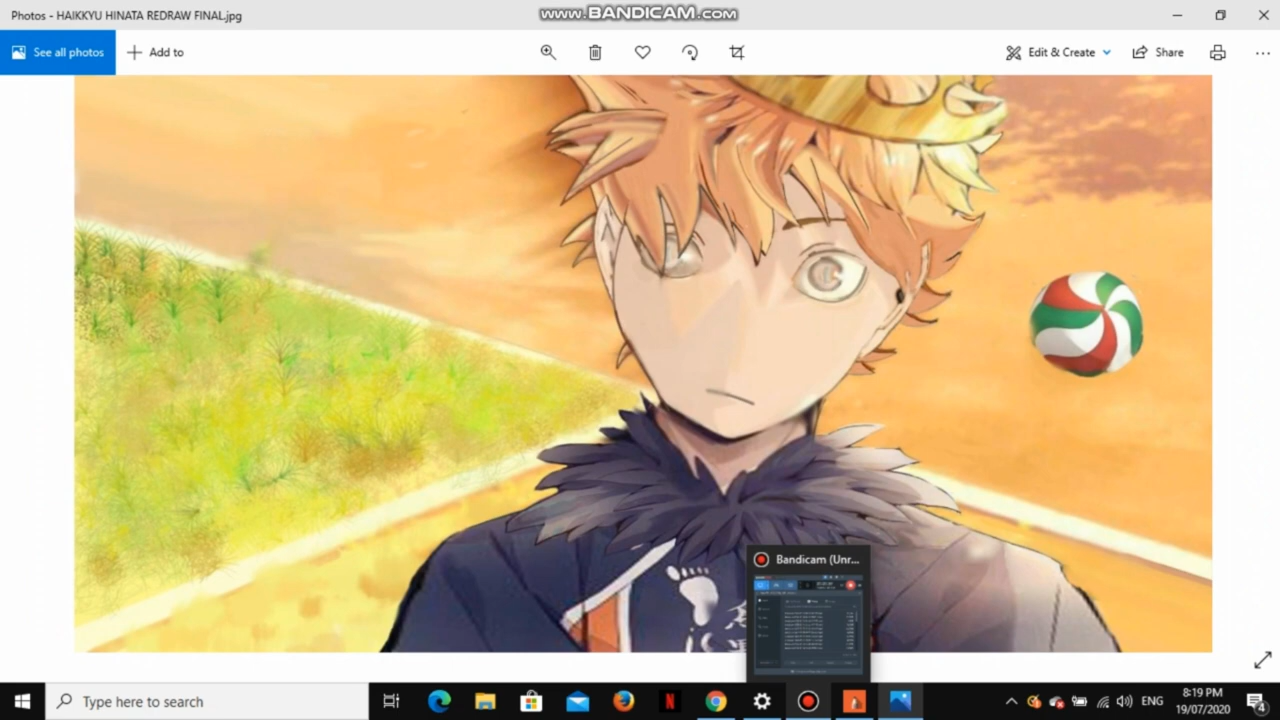 Photos - HAIKKYU HINATA REDRAW FINAL.jpg
www.BANDICAM.com
See all photos
Add to
Edit & Create
Share
Bandicam (Unr...
Type here to search
N
ENG
8:19 PM
19/07/2020
4